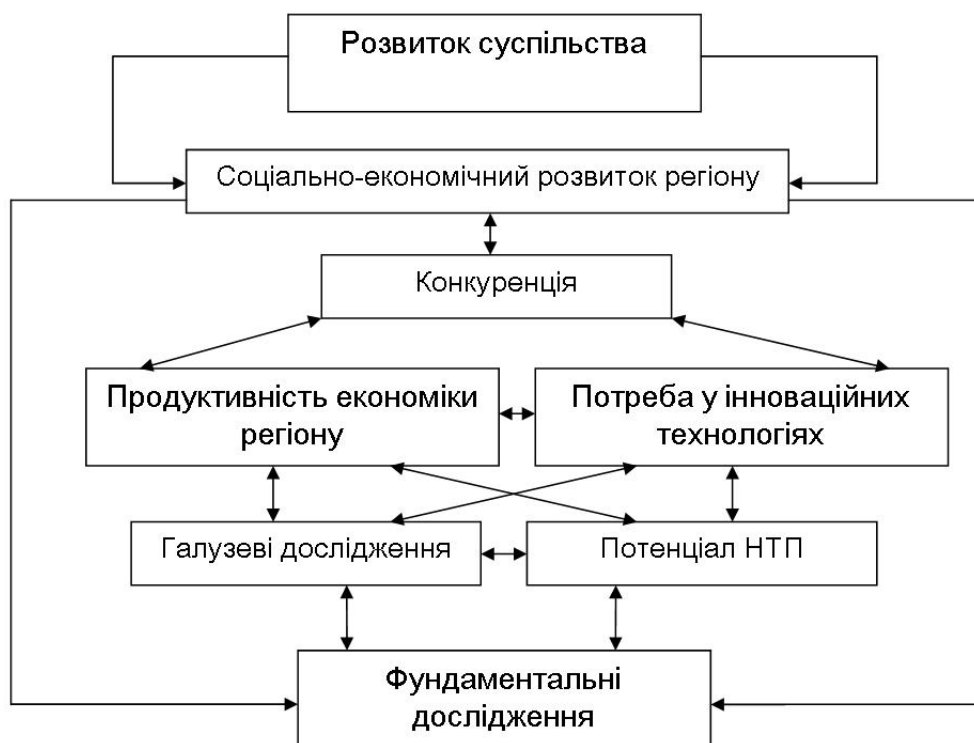 Розвиток суспільства
Соціально-економічний розвиток регіону
Конкуренція
Продуктивність економіки
регіону
Потреба у інноваційних
технологіях
Галузеві дослідження
Потенціал НТП
Фундаментальні
дослідження